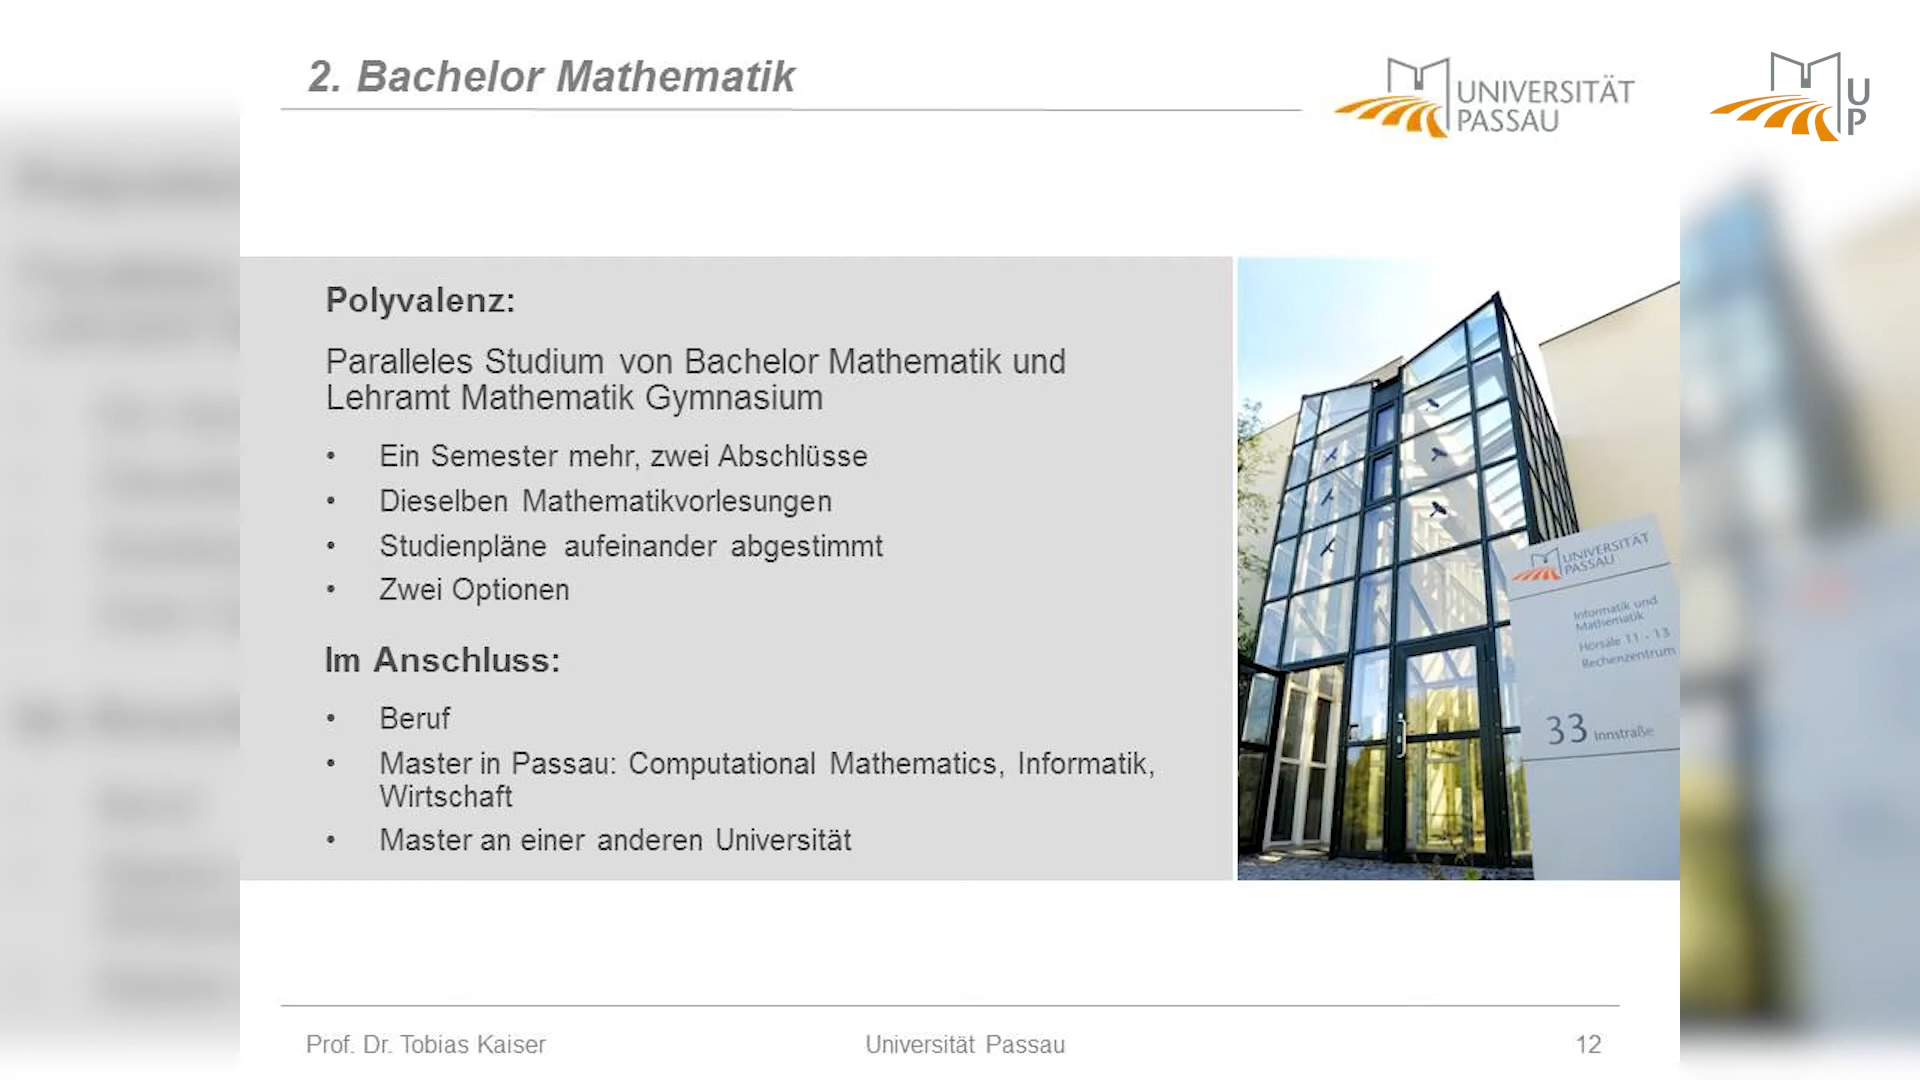 2. Bachelor Mathematik
UNIVERSITÄT
PASSAU
U
P
Polyvalenz:
Paralleles Studium von Bachelor Mathematik und
Lehramt Mathematik Gymnasium
• Ein Semester mehr, zwei Abschlüsse
• Dieselben Mathematikvorlesungen
• Studienpläne aufeinander abgestimmt
• Zwei Optionen
Im Anschluss:
• Beruf
• Master in Passau: Computational Mathematics, Informatik,
Wirtschaft
• Master an einer anderen Universität
UNIVERSITÄT
PASSAU
Informatik und
Mathematik
Hörsäle 11 - 13
Rechenzentrum
33 Innstraße
Prof. Dr. Tobias Kaiser
Universität Passau
12